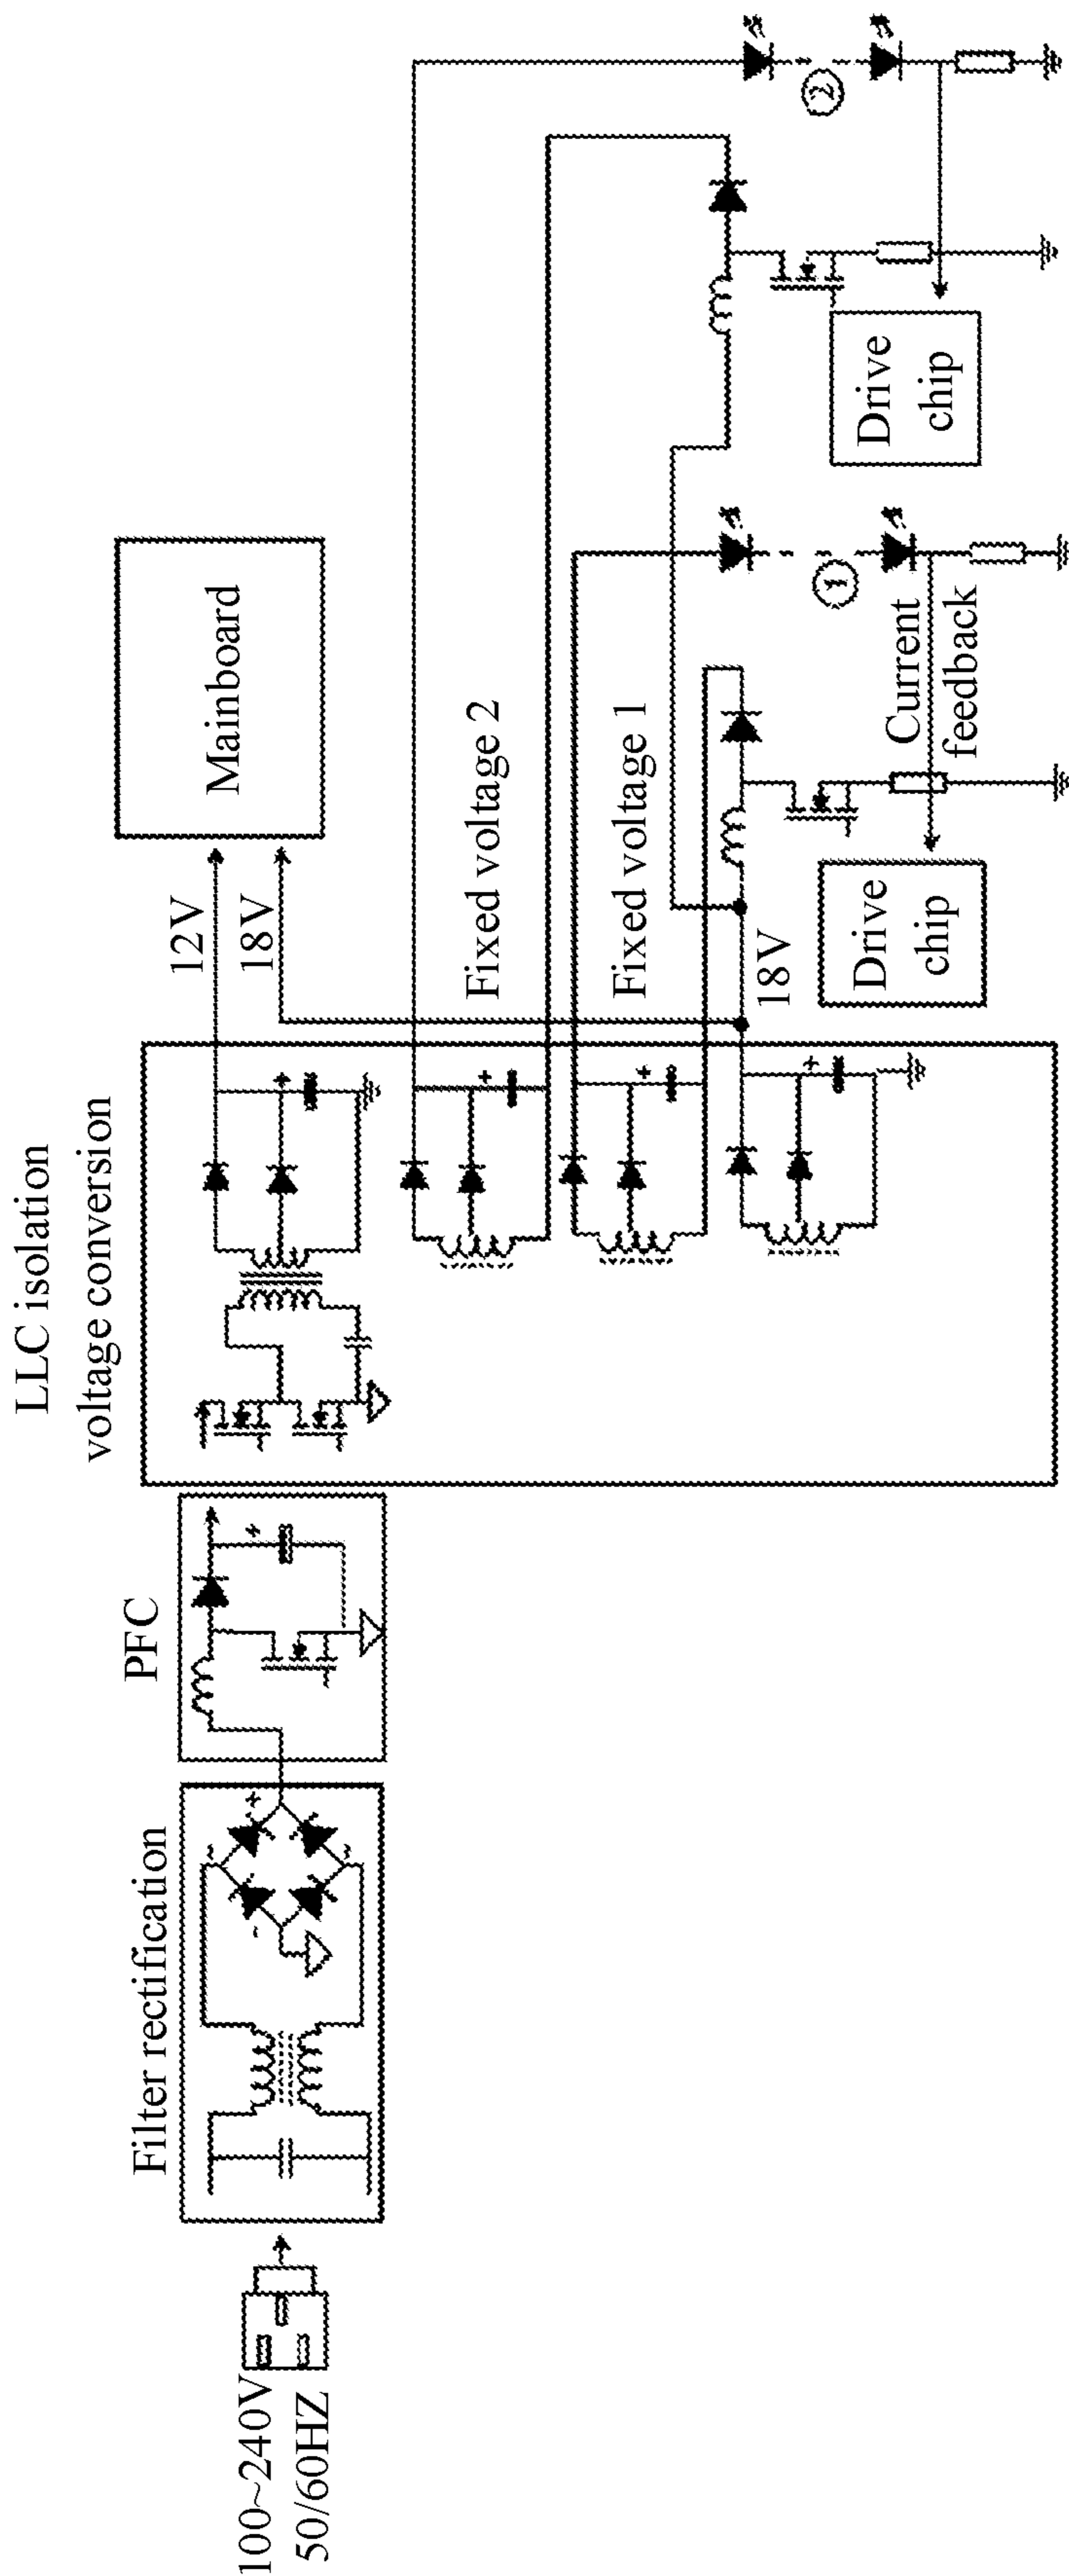 100~240V
50/60HZ
Filter rectification
PFC
LLC isolation
voltage conversion
12V
18V
Mainboard
Fixed voltage 2
Fixed voltage 1
18V
Drive
chip
Current
feedback
1
Drive
chip
2